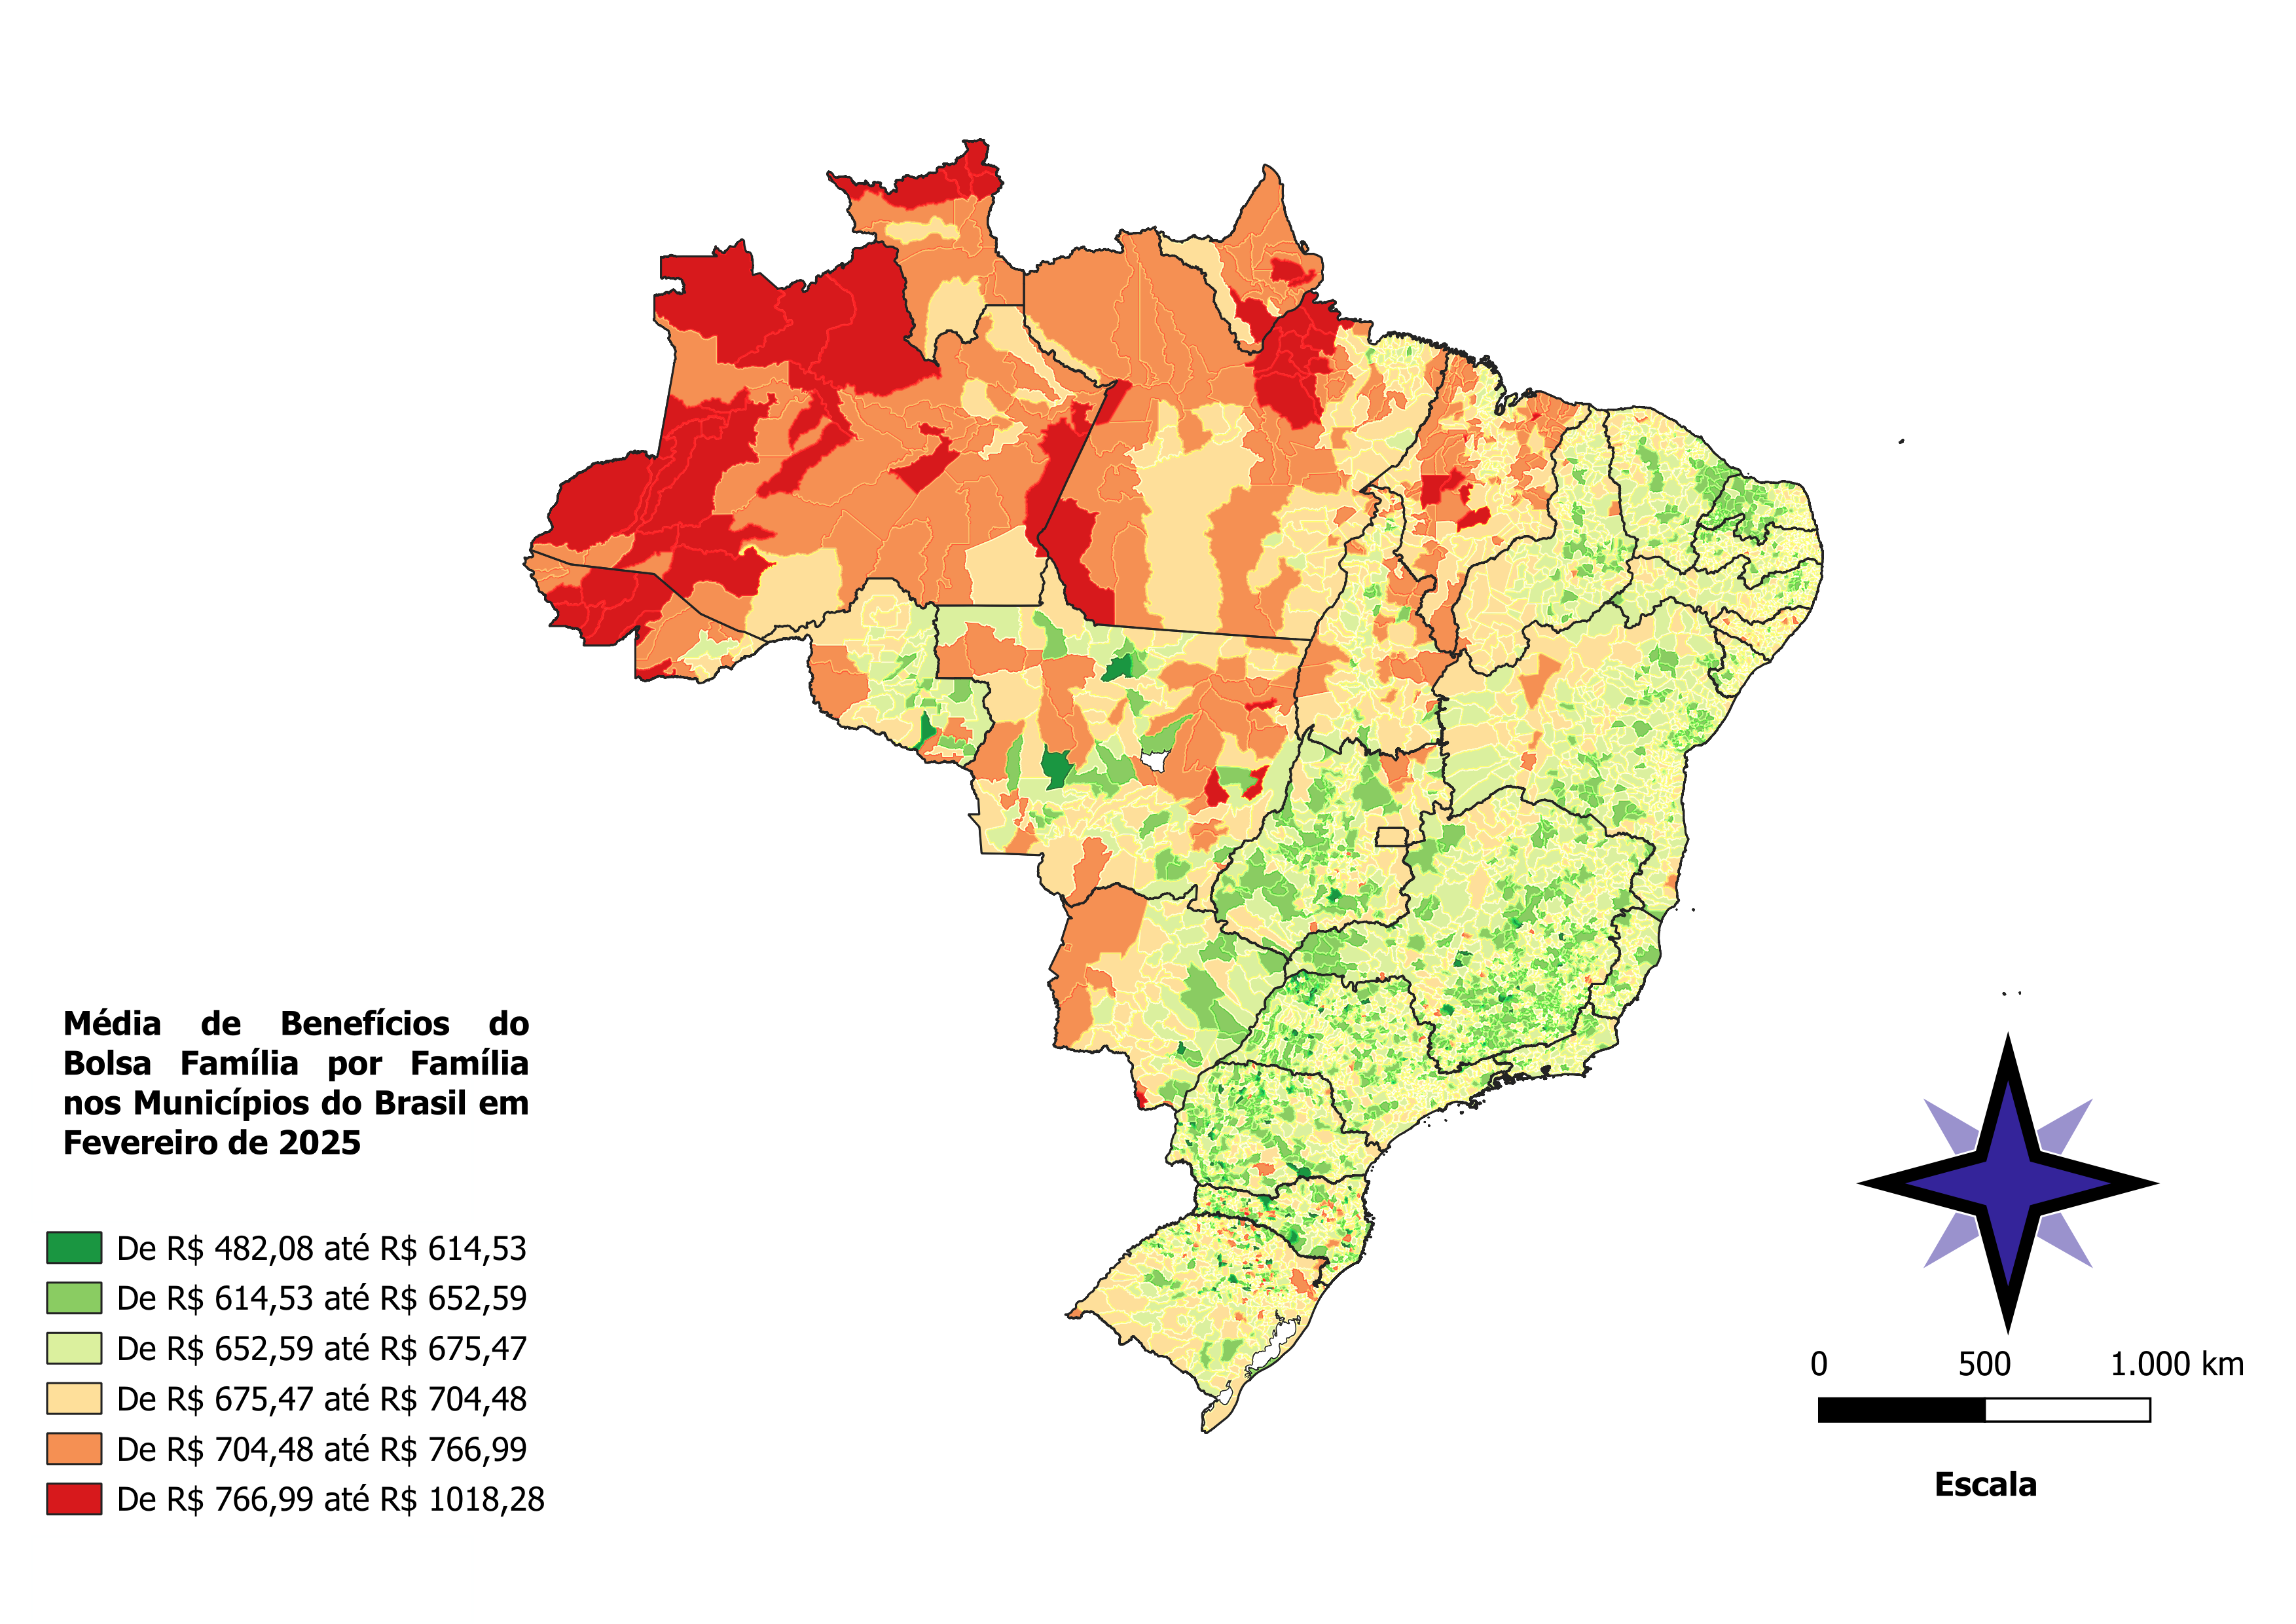 Média de Benefícios do
Bolsa Família por Família
nos Municípios do Brasil em
Fevereiro de 2025
De R$ 482,08 até R$ 614,53
De R$ 614,53 até R$ 652,59
De R$ 652,59 até R$ 675,47
De R$ 675,47 até R$ 704,48
De R$ 704,48 até R$ 766,99
De R$ 766,99 até R$ 1018,28
0 500 1.000 km
Escala